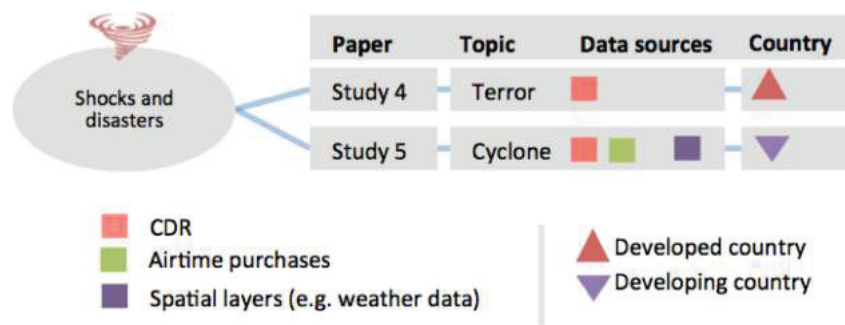 Paper Topic Data sources Country
Shocks and
disasters
Study 4 Terror
Study 5 Cyclone
CDR
Airtime purchases
Spatial layers (e.g. weather data)
Developed country
Developing country